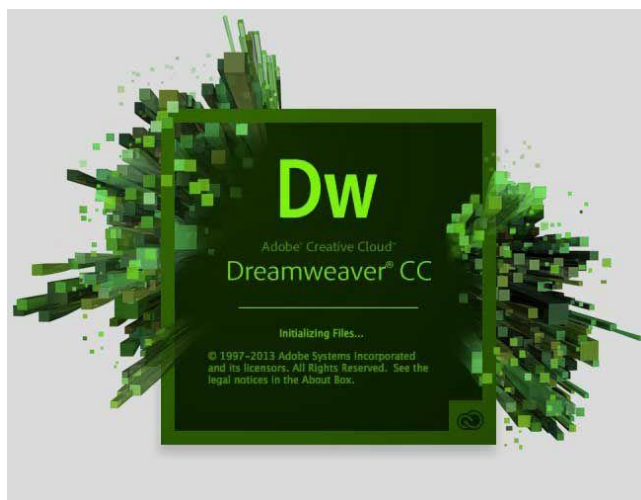 Dw
Adobe® Creative Cloud™
Dreamweaver® CC
Initializing Files...
© 1997-2013 Adobe Systems Incorporated
and its licensors. All Rights Reserved. See the
legal notices in the About Box.